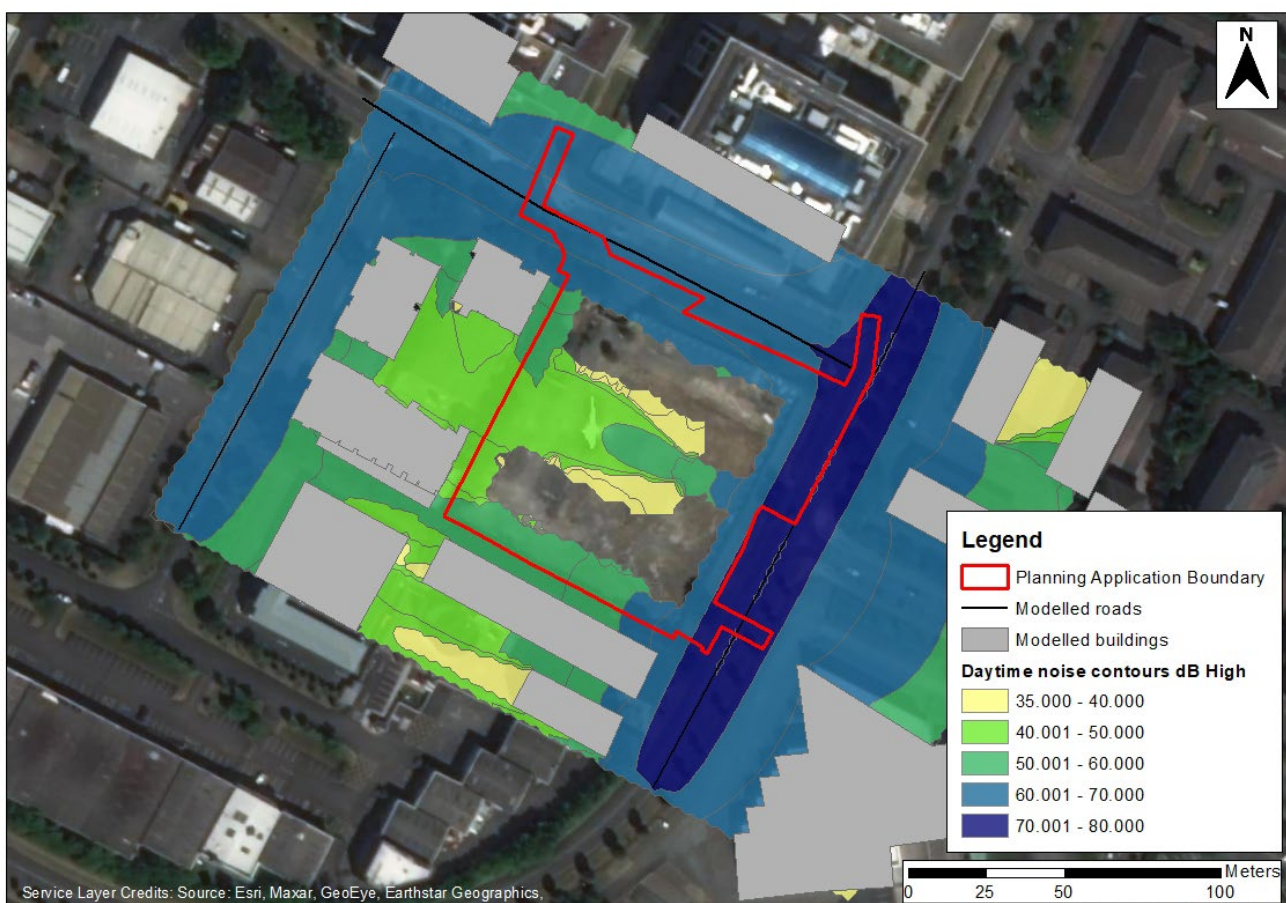 N
Legend
Planning Application Boundary
Modelled roads
Modelled buildings
Daytime noise contours dB High
35.000 - 40.000
40.001 - 50.000
50.001 - 60.000
60.001 - 70.000
70.001 - 80.000
Meters
0 25 50 100
Service Layer Credits: Source: Esri, Maxar, GeoEye, Earthstar Geographics,